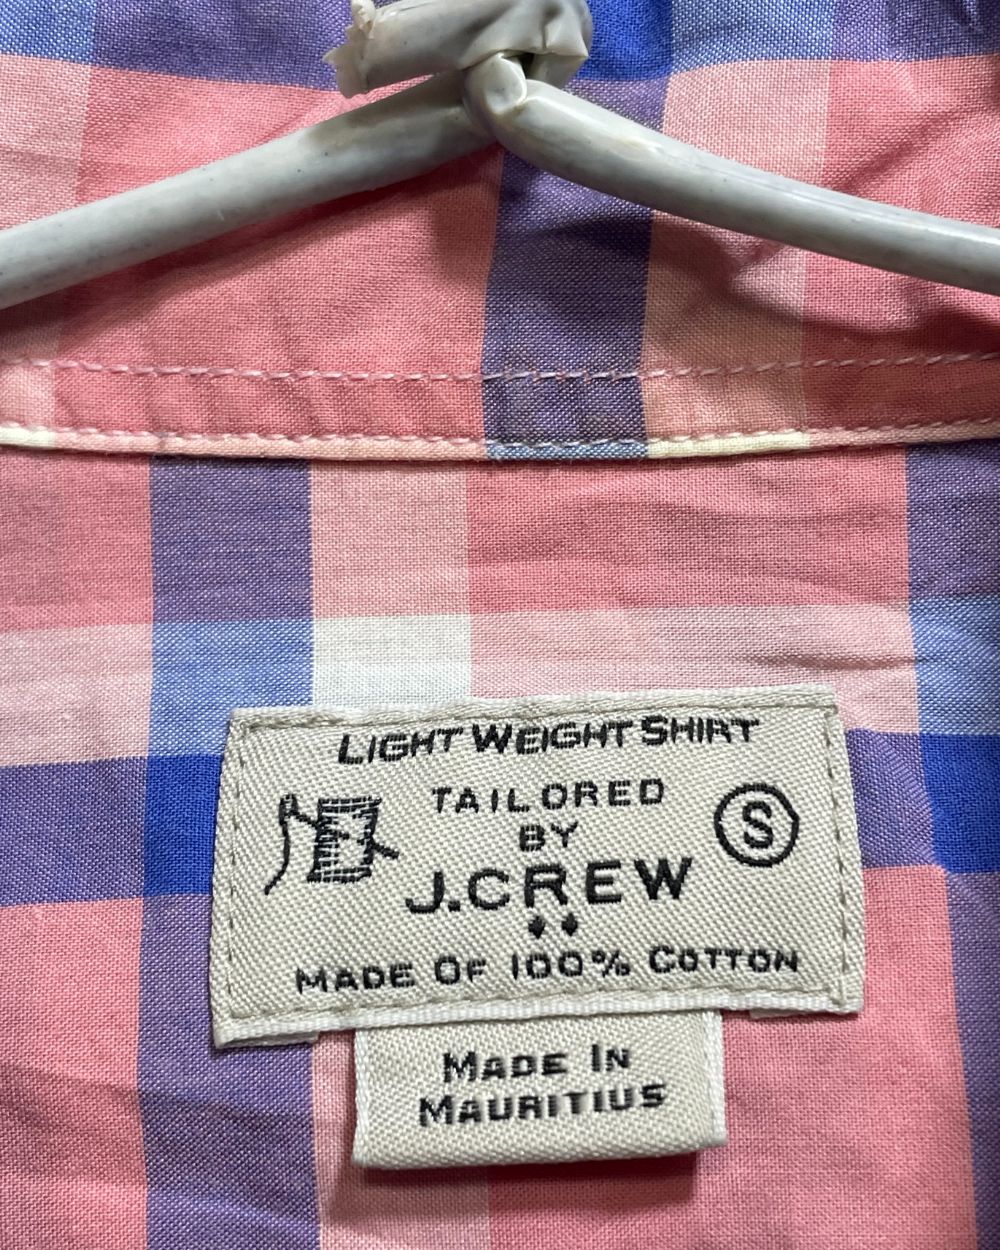 LIGHT WEIGHT SHIRT
TAILORED
BY
S
J.CREW
MADE OF 100% COTTON
MADE IN
MAURITIUS